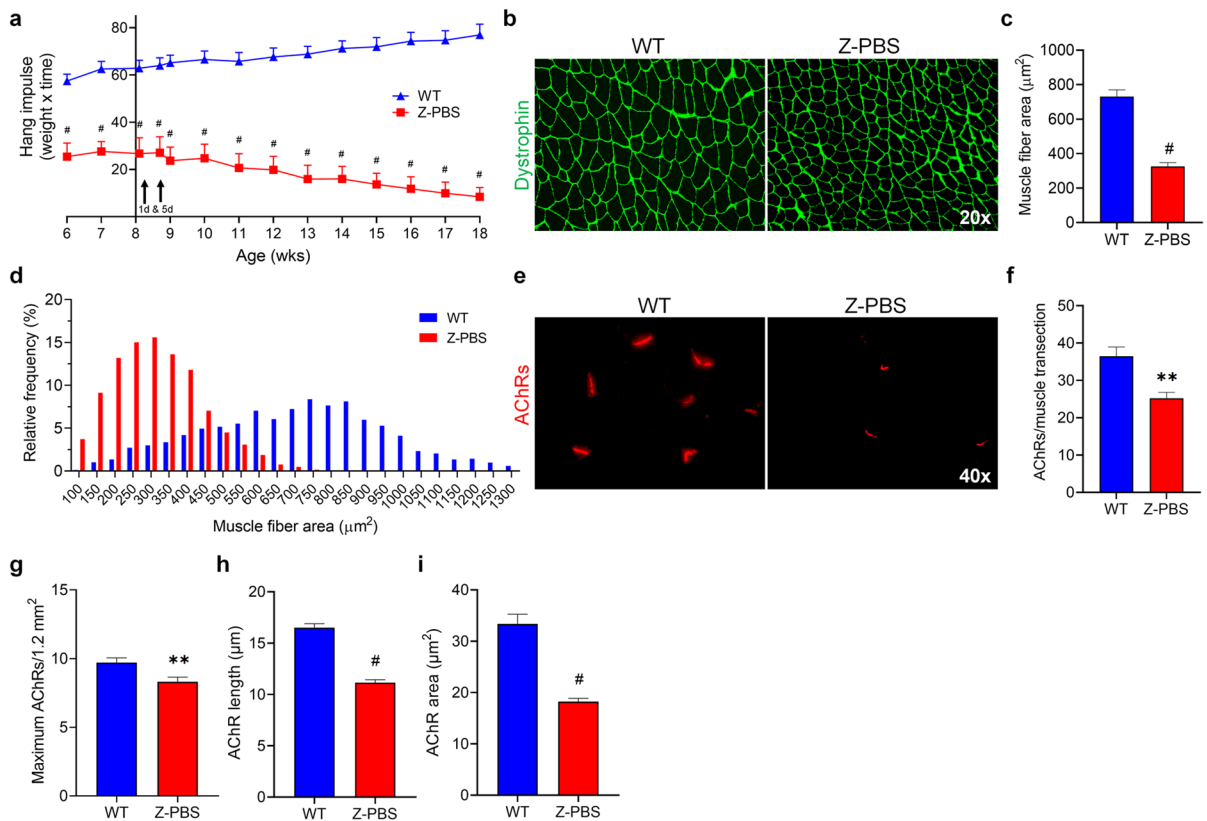 a
Hang impulse
(weight x time)
80
60
40
20
WT
Z-PBS
# # # # # # # # # # # # # #
1d & 5d
6 7 8 9 10 11 12 13 14 15 16 17 18
Age (wks)
b
WT Z-PBS
Dystrophin
20x
c
Muscle fiber area (μm2)
1000
800
600
400
200
0
#
WT Z-PBS
d
Relative frequency (%)
20
15
10
5
0
WT
Z-PBS
100 150 200 250 300 350 400 450 500 550 600 650 700 750 800 850 900 950 1000 1050 1100 1150 1200 1250 1300
Muscle fiber area (μm2)
e
WT Z-PBS
AChRs
40x
f
AChRs/muscle transection
50
40
30
20
10
0
**
WT Z-PBS
g
Maximum AChRs/1.2 mm2
15
10
5
0
**
WT Z-PBS
h
AChR length (μm)
20
15
10
5
0
#
WT Z-PBS
i
AChR area (μm2)
40
30
20
10
0
#
WT Z-PBS